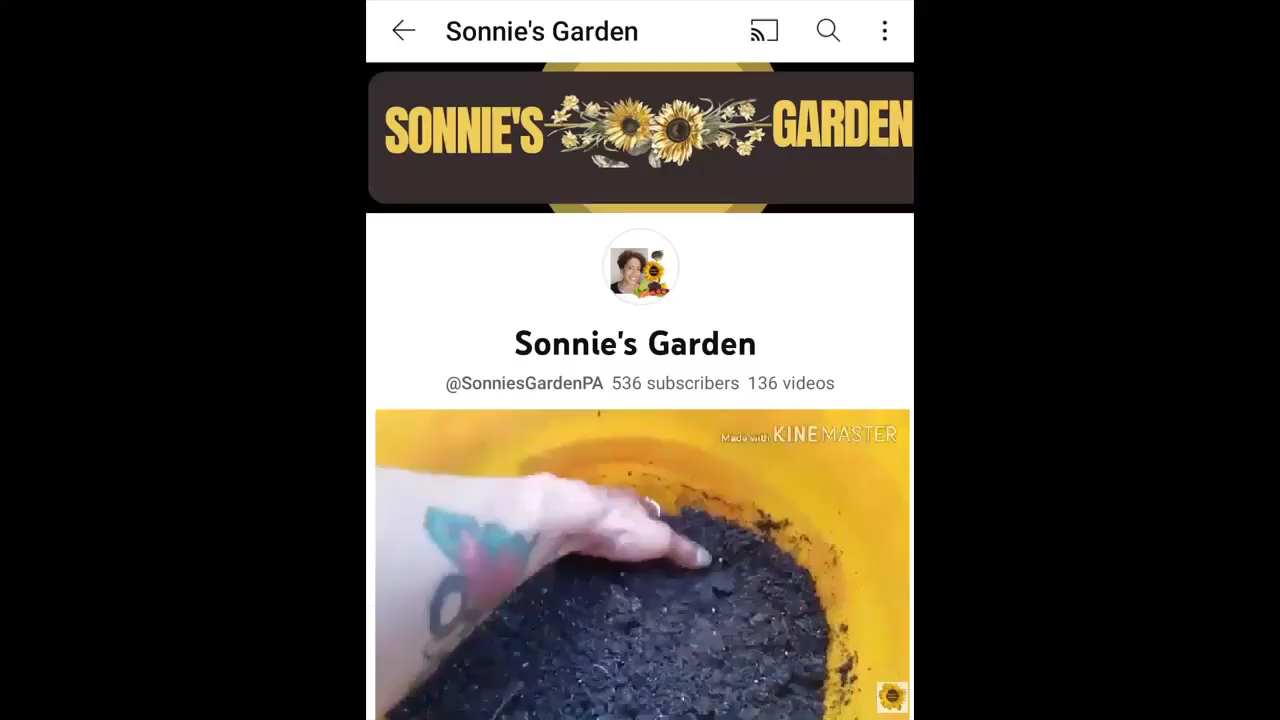 Sonnie's Garden
SONNIE'S GARDEN
Sonnie's Garden
@SonniesGardenPA 536 subscribers 136 videos
Made with KINEMASTER